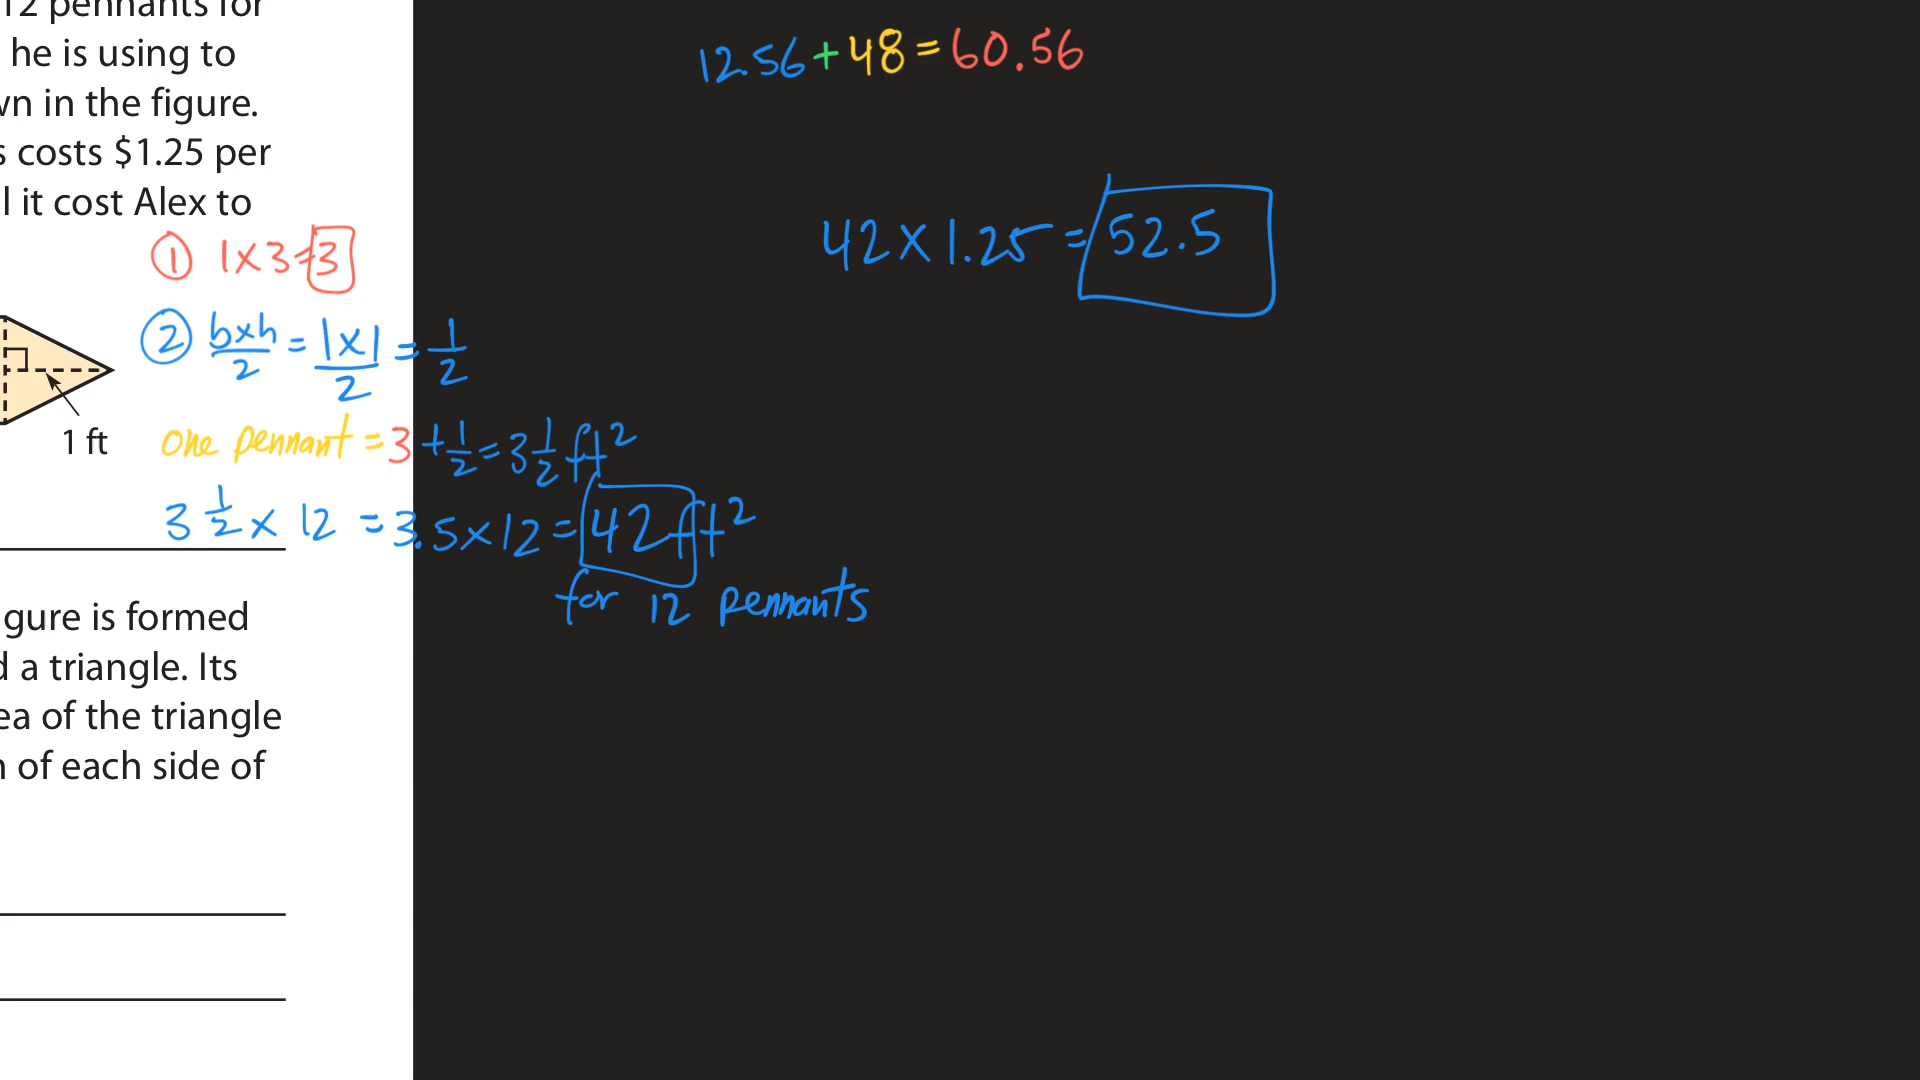 12 pennants for
he is using to
wn in the figure.
s costs $1.25 per
l it cost Alex to
12.56 + 48 = 60.56
42 x 1.25 = 52.5
① 1 x 3 = 3
② bxh/2 = 1x1/2 = 1/2
1 ft
one pennant = 3 + 1/2 = 3 1/2 ft²
3 1/2 x 12 = 3.5 x 12 = 42 ft²
for 12 pennants
gure is formed
d a triangle. Its
ea of the triangle
n of each side of